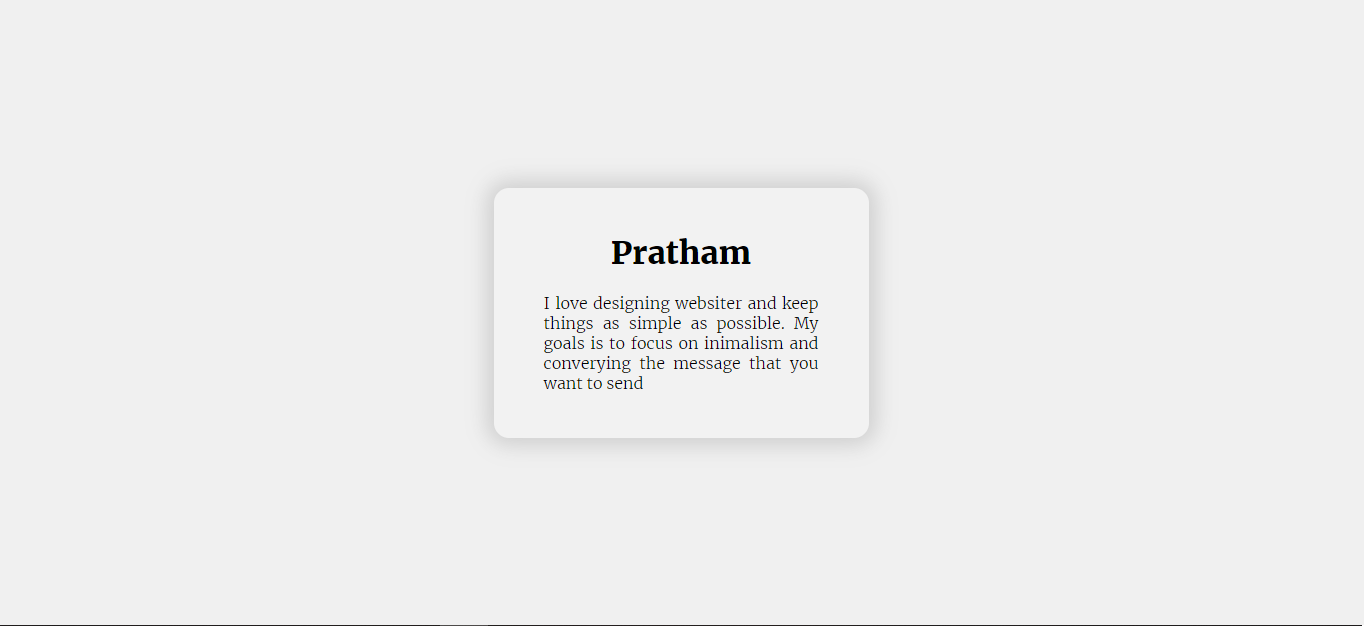 Pratham
I love designing websiter and keep
things as simple as possible. My
goals is to focus on inimalism and
converying the message that you
want to send